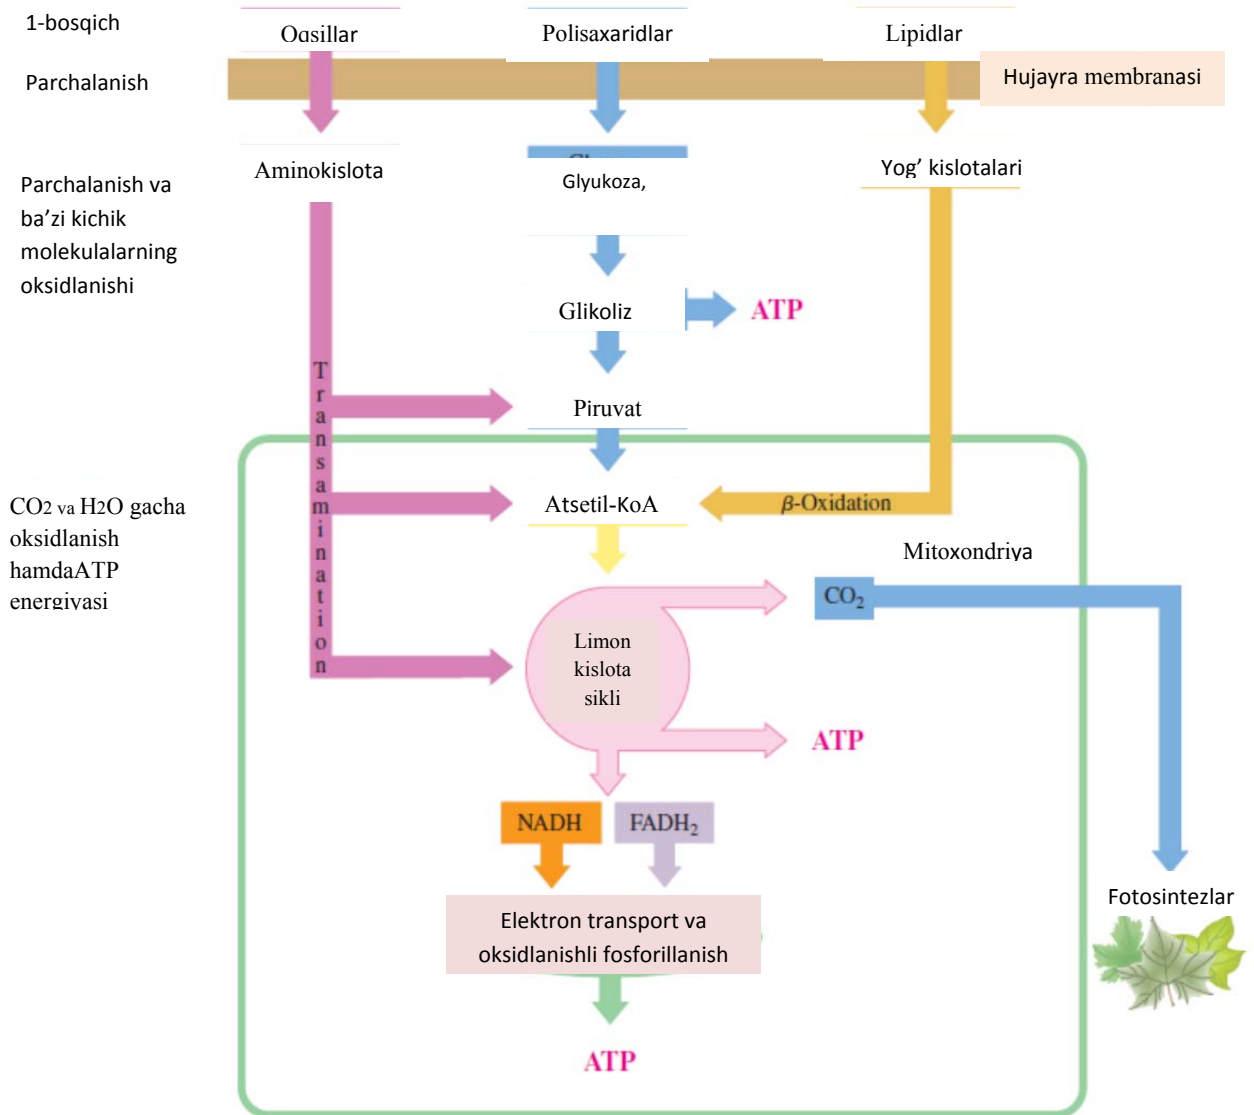 1-bosqich
Oqsillar
Polisaxaridlar
Lipidlar
Parchalanish
Hujayra membranasi
Aminokislota
Glyukoza,
Yog’ kislotalari
Parchalanish va
ba’zi kichik
molekulalarning
oksidlanishi
Glikoliz
ATP
Transamination
Piruvat
CO2 va H2O gacha
oksidlanish
hamdaATP
energiyasi
Atsetil-KoA
β-Oxidation
Mitoxondriya
CO₂
Limon
kislota
sikli
ATP
NADH
FADH₂
Elektron transport va
oksidlanishli fosforillanish
Fotosintezlar
ATP